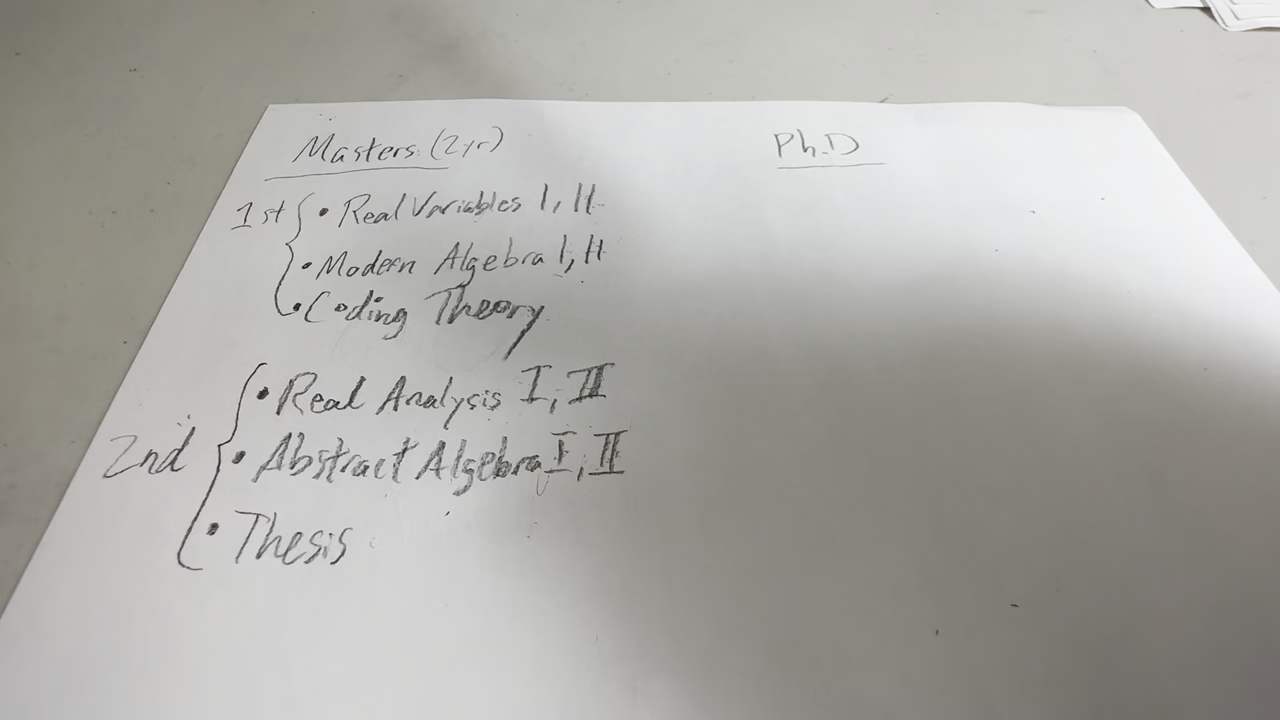 Masters (2yr)
Ph.D
1st { • Real Variables I, II
• Modern Algebra I, II
• Coding Theory
2nd { • Real Analysis I, II
• Abstract Algebra I, II
• Thesis